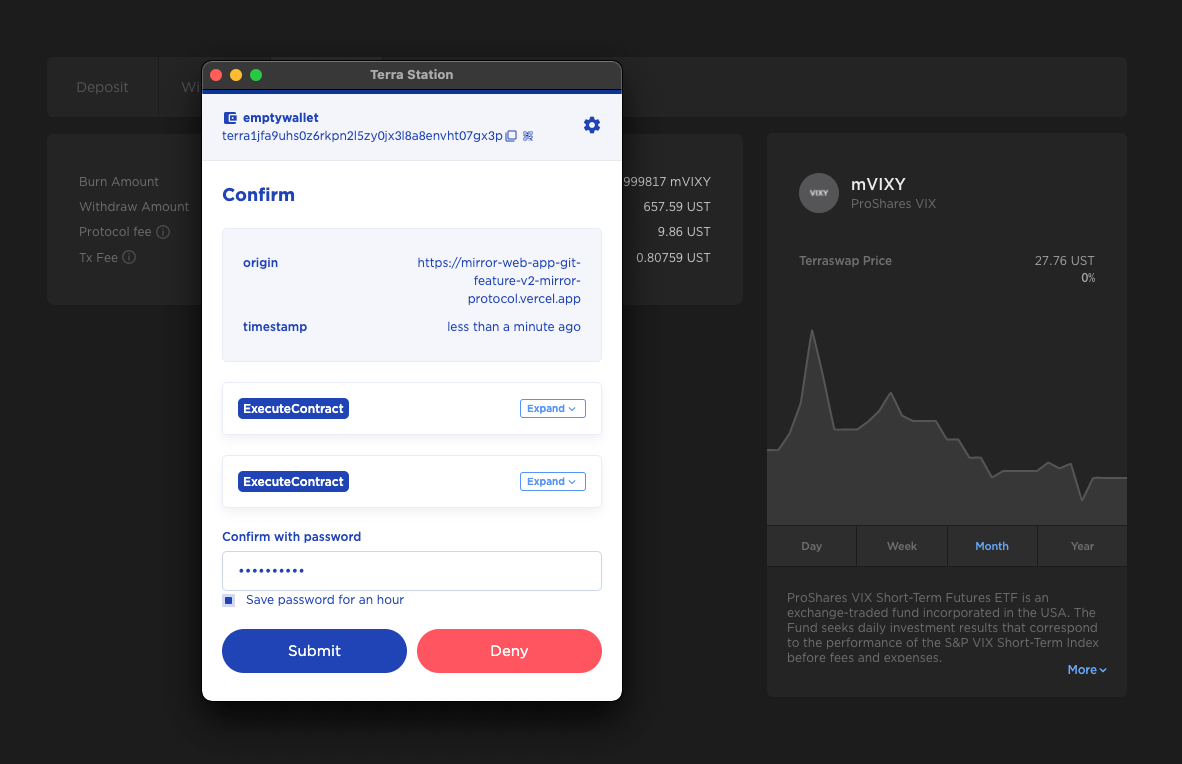 Terra Station
Deposit
Wi
emptywallet
terra1jfa9uhs0z6rkpn2l5zy0jx3l8a8envht07gx3p
Confirm
origin
https://mirror-web-app-git-
feature-v2-mirror-
protocol.vercel.app
timestamp
less than a minute ago
ExecuteContract
Expand
ExecuteContract
Expand
Confirm with password
Save password for an hour
Submit
Deny
Burn Amount
999817 mVIXY
Withdraw Amount
657.59 UST
Protocol fee
9.86 UST
Tx Fee
0.80759 UST
VIXY
mVIXY
ProShares VIX
Terraswap Price
27.76 UST
0%
Day
Week
Month
Year
ProShares VIX Short-Term Futures ETF is an
exchange-traded fund incorporated in the USA. The
Fund seeks daily investment results that correspond
to the performance of the S&P VIX Short-Term Index
before fees and expenses.
More